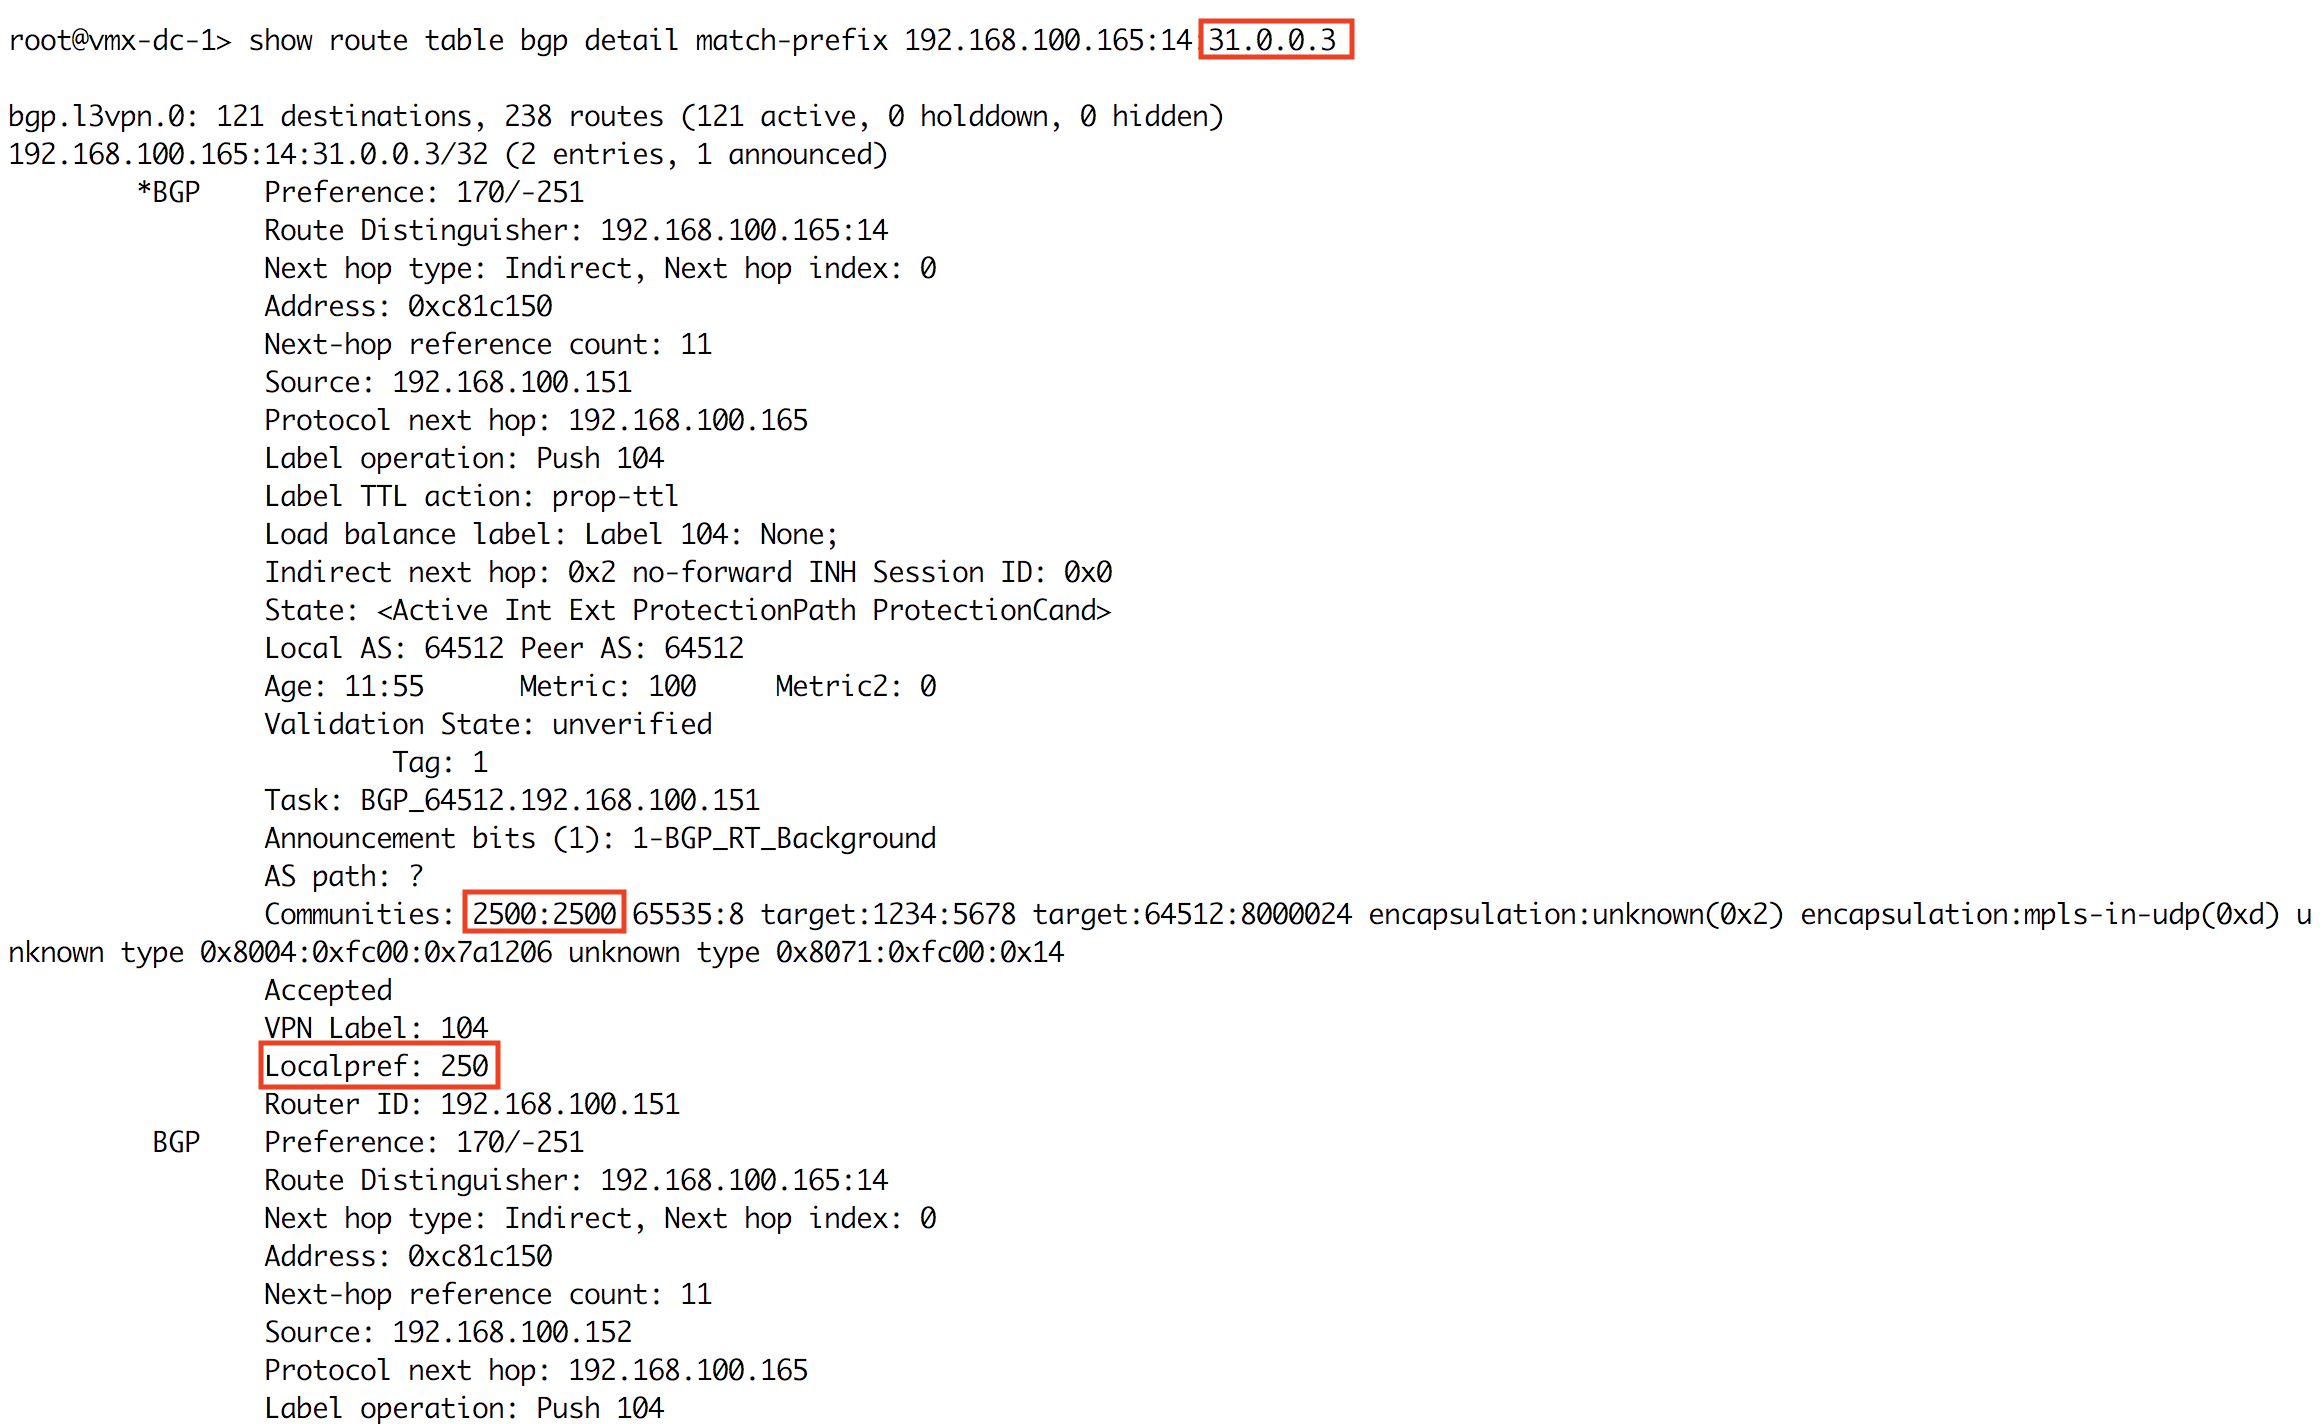 root@vmx-dc-1> show route table bgp detail match-prefix 192.168.100.165:14:31.0.0.3
bgp.l3vpn.0: 121 destinations, 238 routes (121 active, 0 holddown, 0 hidden)
192.168.100.165:14:31.0.0.3/32 (2 entries, 1 announced)
*BGP    Preference: 170/-251
Route Distinguisher: 192.168.100.165:14
Next hop type: Indirect, Next hop index: 0
Address: 0xc81c150
Next-hop reference count: 11
Source: 192.168.100.151
Protocol next hop: 192.168.100.165
Label operation: Push 104
Label TTL action: prop-ttl
Load balance label: Label 104: None;
Indirect next hop: 0x2 no-forward INH Session ID: 0x0
State: <Active Int Ext ProtectionPath ProtectionCand>
Local AS: 64512 Peer AS: 64512
Age: 11:55      Metric: 100     Metric2: 0
Validation State: unverified
Tag: 1
Task: BGP_64512.192.168.100.151
Announcement bits (1): 1-BGP_RT_Background
AS path: ?
Communities: 2500:2500 65535:8 target:1234:5678 target:64512:8000024 encapsulation:unknown(0x2) encapsulation:mpls-in-udp(0xd) u
nknown type 0x8004:0xfc00:0x7a1206 unknown type 0x8071:0xfc00:0x14
Accepted
VPN Label: 104
Localpref: 250
Router ID: 192.168.100.151
BGP    Preference: 170/-251
Route Distinguisher: 192.168.100.165:14
Next hop type: Indirect, Next hop index: 0
Address: 0xc81c150
Next-hop reference count: 11
Source: 192.168.100.152
Protocol next hop: 192.168.100.165
Label operation: Push 104